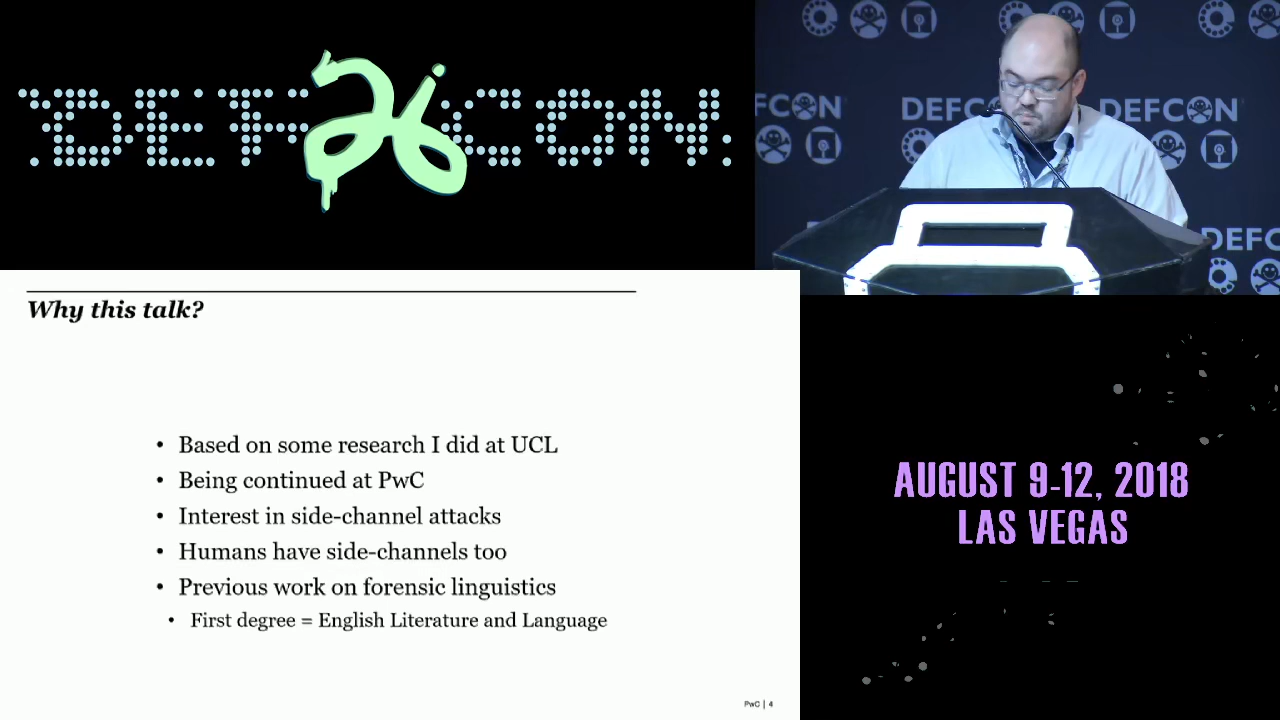 DEF 26 CON
DEFCON
DEFCON
FCON
DEFC
Why this talk?
• Based on some research I did at UCL
• Being continued at PwC
• Interest in side-channel attacks
• Humans have side-channels too
• Previous work on forensic linguistics
• First degree = English Literature and Language
PwC | 4
AUGUST 9-12, 2018
LAS VEGAS